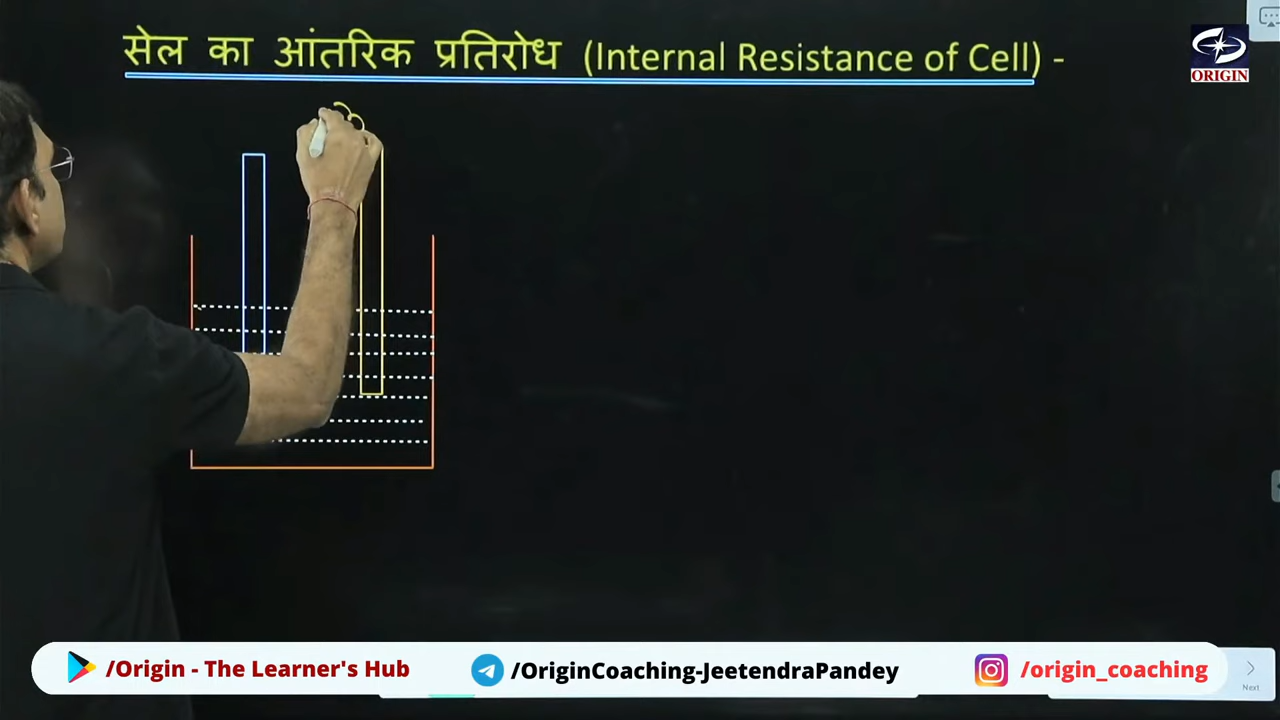 सेल का आंतरिक प्रतिरोध (Internal Resistance of Cell) -
ORIGIN
/Origin - The Learner's Hub
/OriginCoaching-JeetendraPandey
/origin_coaching
Next